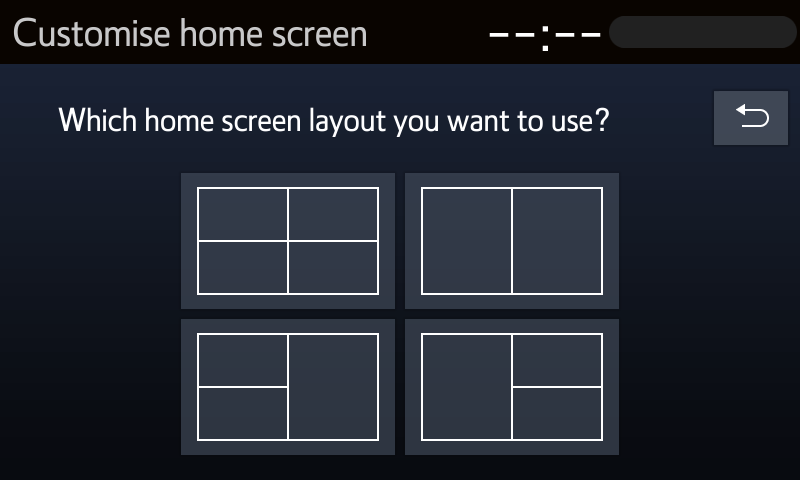 Customise home screen
--:--
Which home screen layout you want to use?